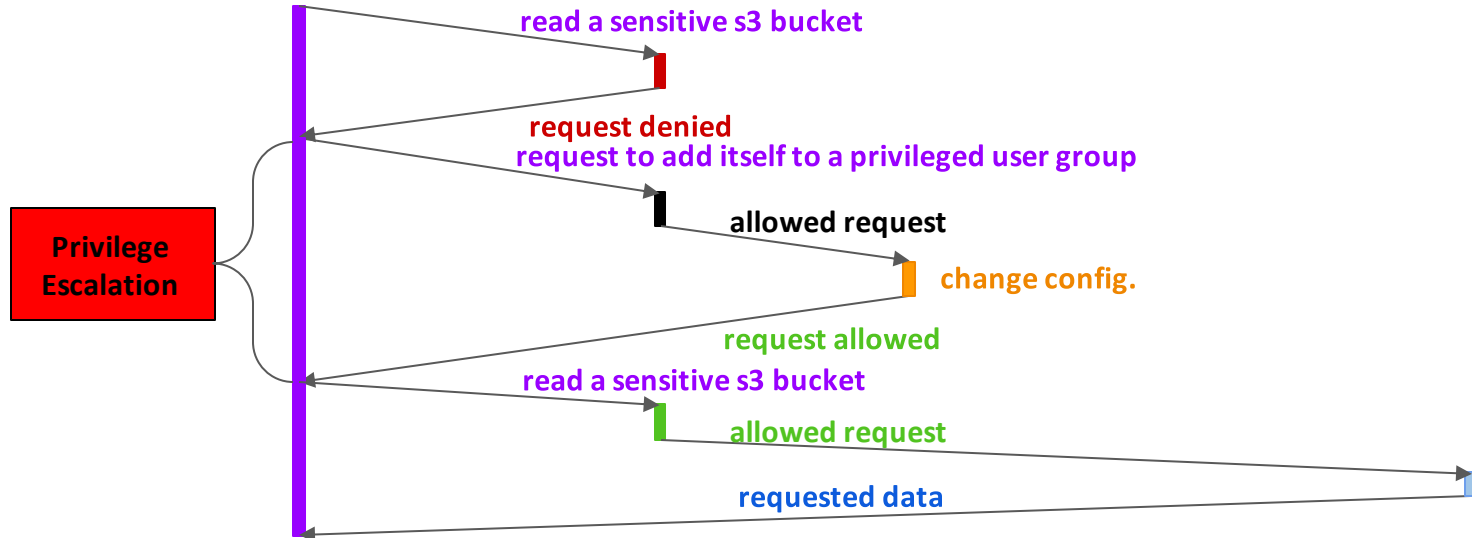 read a sensitive s3 bucket
request denied
request to add itself to a privileged user group
allowed request
Privilege
Escalation
change config.
request allowed
read a sensitive s3 bucket
allowed request
requested data